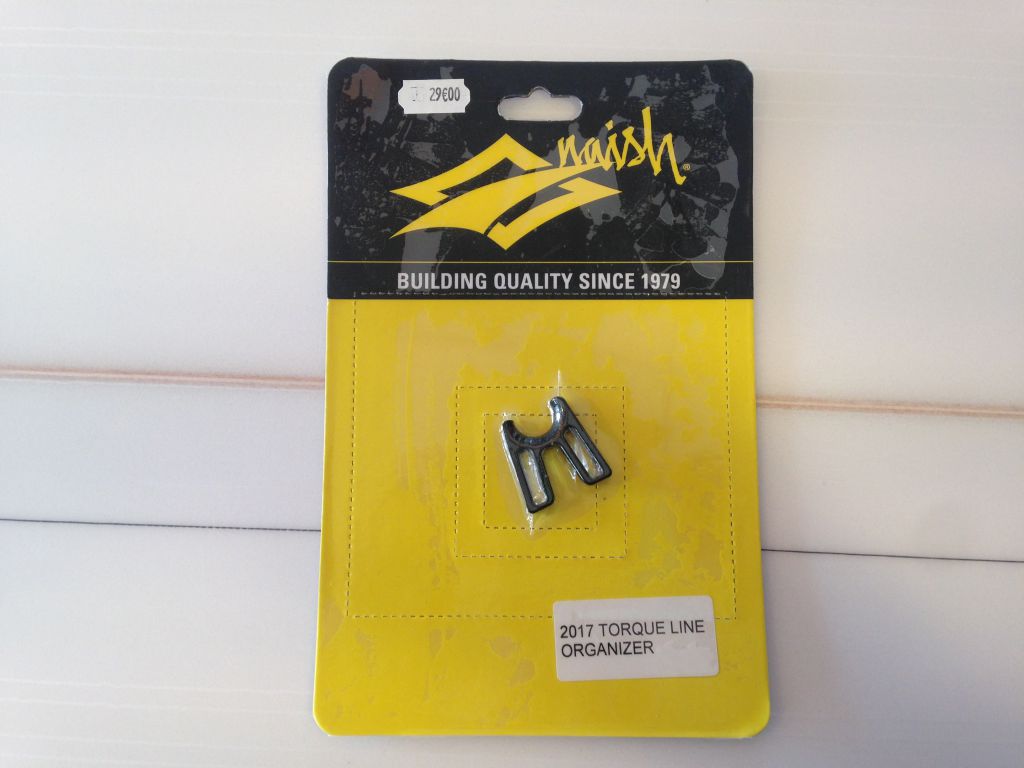 29€00
naish®
BUILDING QUALITY SINCE 1979
2017 TORQUE LINE
ORGANIZER